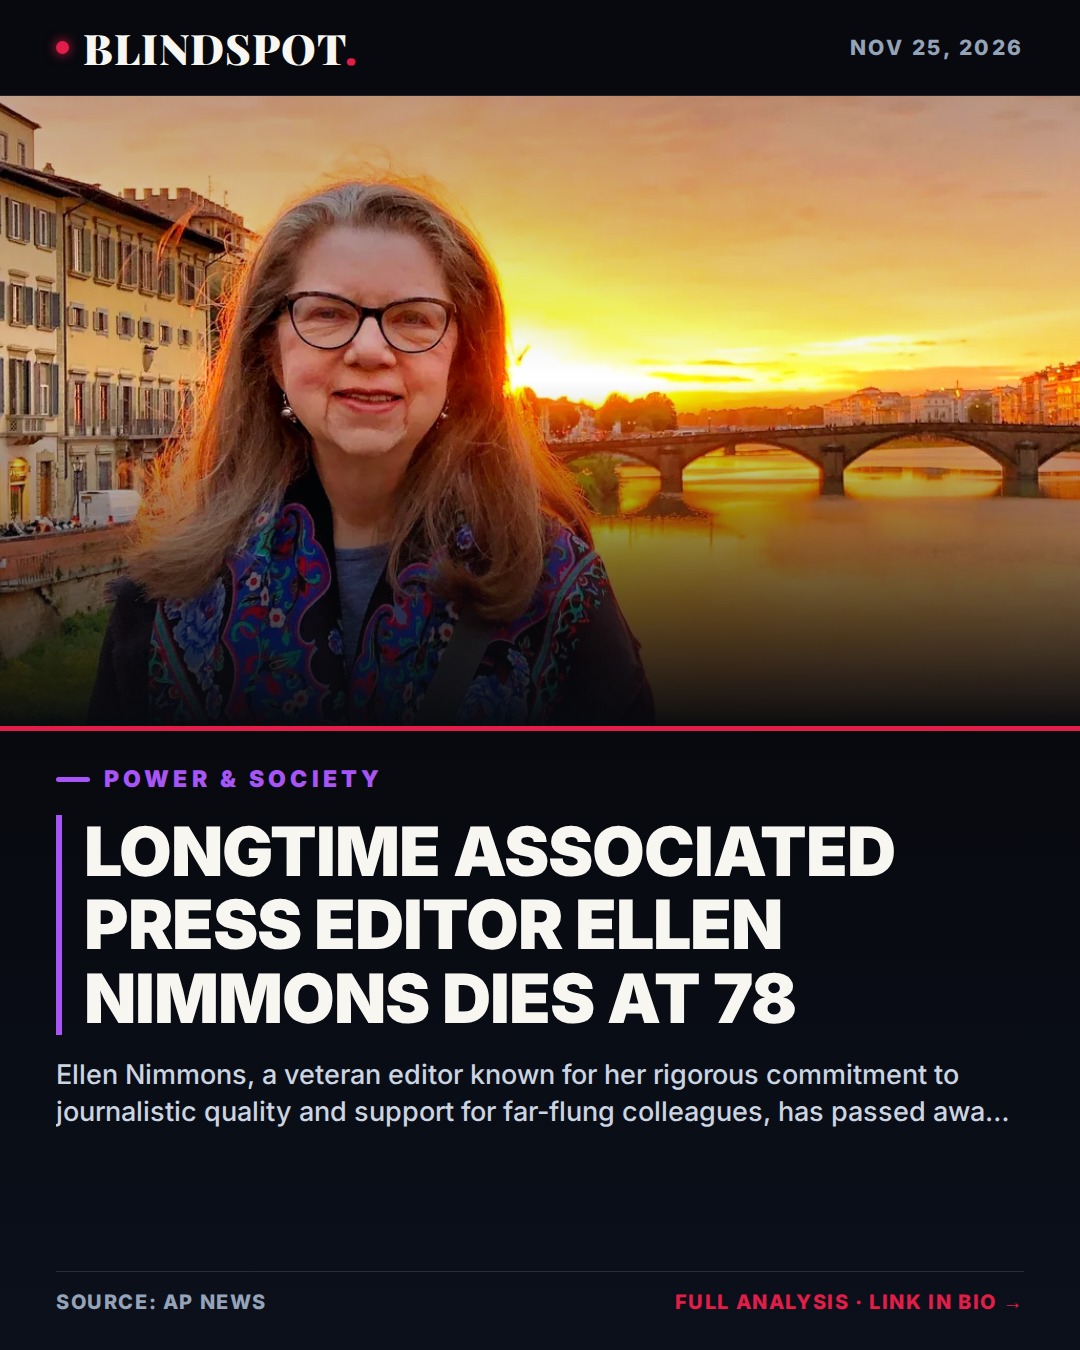 BLINDSPOT.
NOV 25, 2026
POWER & SOCIETY
LONGTIME ASSOCIATED
PRESS EDITOR ELLEN
NIMMONS DIES AT 78
Ellen Nimmons, a veteran editor known for her rigorous commitment to
journalistic quality and support for far-flung colleagues, has passed awa...
SOURCE: AP NEWS
FULL ANALYSIS · LINK IN BIO →